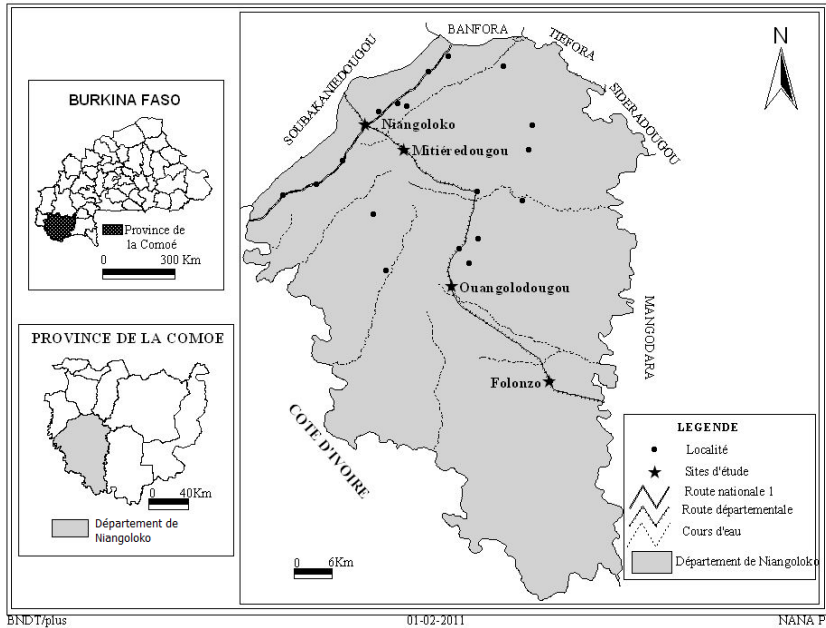 BANFORA
TIEFORA
SIDERADOUGOU
SOUBAKANIEDOUGOU
N
BURKINA FASO
Province de
la Comoé
0 300 Km
Niangoloko
Mitiéredougou
Ouangolodougou
MANGODARA
Folonzo
COTE D'IVOIRE
PROVINCE DE LA COMOE
0 40Km
Département de
Niangoloko
0 6Km
LEGENDE
Localité
Sites d'étude
Route nationale 1
Route départementale
Cours d'eau
Département de Niangoloko
BNDT/plus 01-02-2011 NANA P